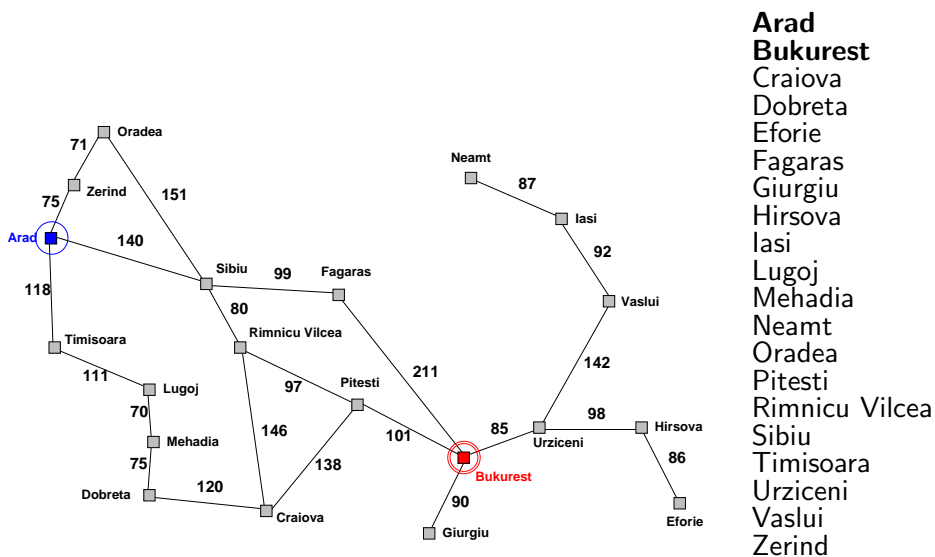 Oradea
71
Neamt
87
Zerind
151
75
Iasi
Arad
140
92
Sibiu
99
Fagaras
118
80
Vaslui
Timisoara
Rimnicu Vilcea
111
97
Pitesti
211
142
Lugoj
70
98
Hirsova
146
101
85
Urziceni
Mehadia
138
86
75
Bukurest
120
90
Dobreta
Craiova
Giurgiu
Eforie
Arad
Bukurest
Craiova
Dobreta
Eforie
Fagaras
Giurgiu
Hirsova
Iasi
Lugoj
Mehadia
Neamt
Oradea
Pitesti
Rimnicu Vilcea
Sibiu
Timisoara
Urziceni
Vaslui
Zerind